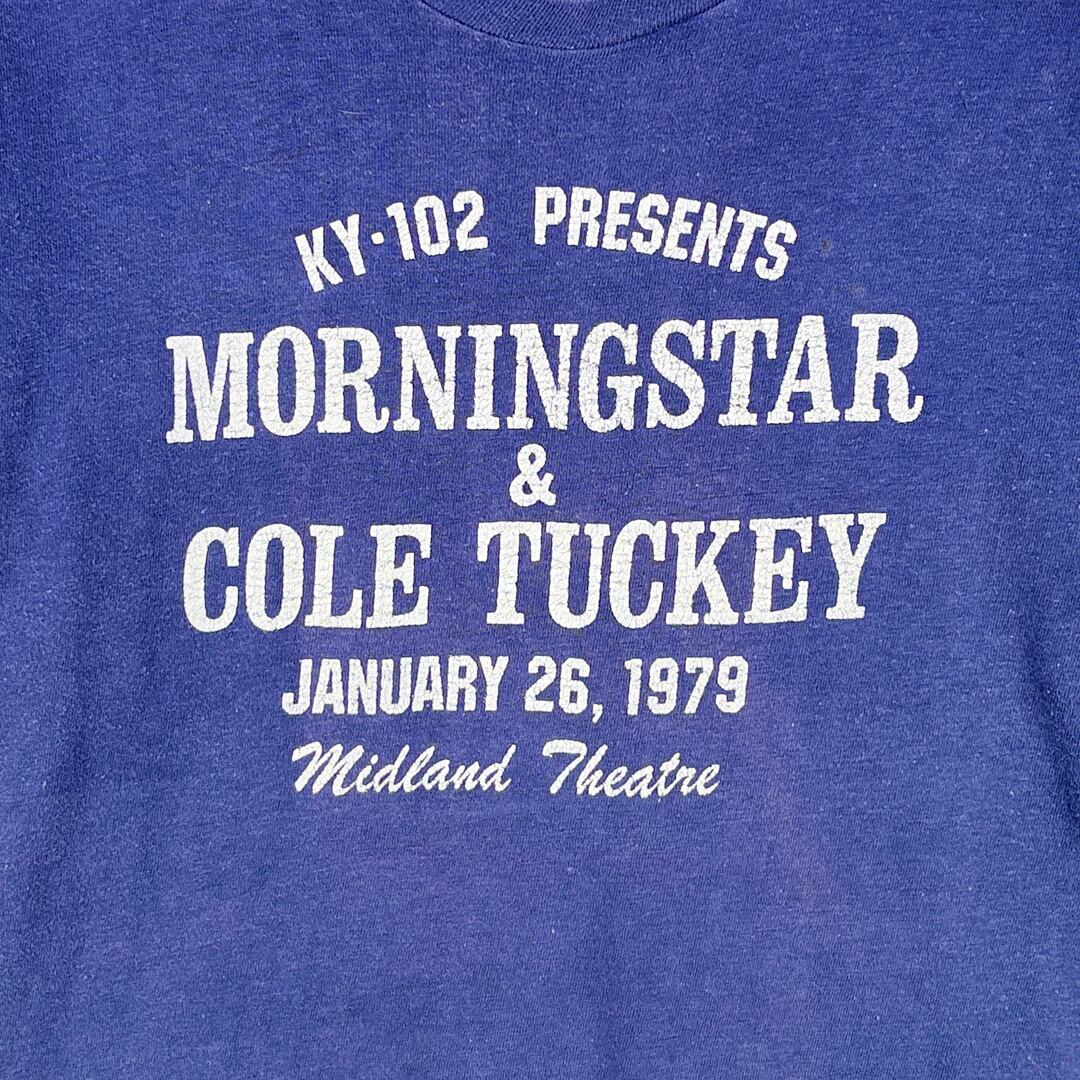 KY·102 PRESENTS
MORNINGSTAR
&
COLE TUCKEY
JANUARY 26, 1979
Midland Theatre